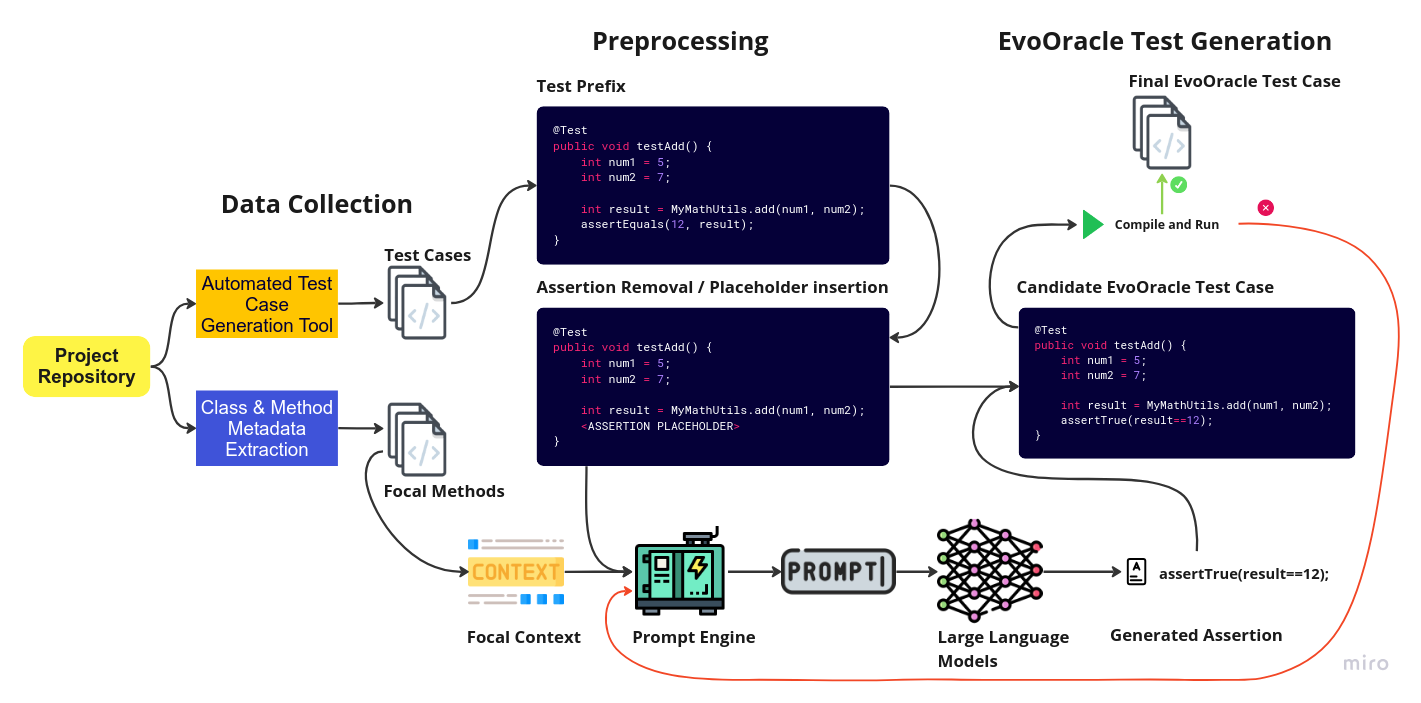 Preprocessing
EvoOracle Test Generation
Data Collection
Project
Repository
Automated Test
Case
Generation Tool
Class & Method
Metadata
Extraction
Test Cases
Focal Methods
Test Prefix
@Test
public void testAdd() {
int num1 = 5;
int num2 = 7;
int result = MyMathUtils.add(num1, num2);
assertEquals(12, result);
}
Assertion Removal / Placeholder insertion
@Test
public void testAdd() {
int num1 = 5;
int num2 = 7;
int result = MyMathUtils.add(num1, num2);
<ASSERTION PLACEHOLDER>
}
CONTEXT
Focal Context
Prompt Engine
PROMPT
Large Language
Models
A
assertTrue(result==12);
Generated Assertion
Candidate EvoOracle Test Case
@Test
public void testAdd() {
int num1 = 5;
int num2 = 7;
int result = MyMathUtils.add(num1, num2);
assertTrue(result==12);
}
Compile and Run
Final EvoOracle Test Case
miro